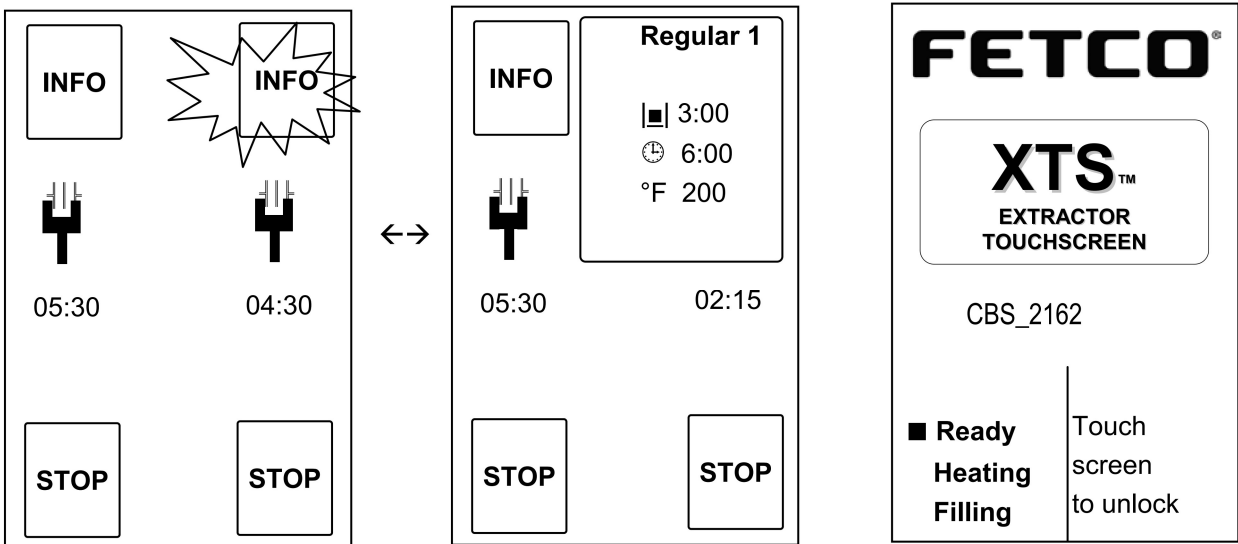 INFO
INFO
05:30
04:30
STOP
STOP
INFO
Regular 1
3:00
6:00
°F 200
05:30
02:15
STOP
STOP
FETCO®
XTS™
EXTRACTOR
TOUCHSCREEN
CBS_2162
Ready
Heating
Filling
Touch
screen
to unlock